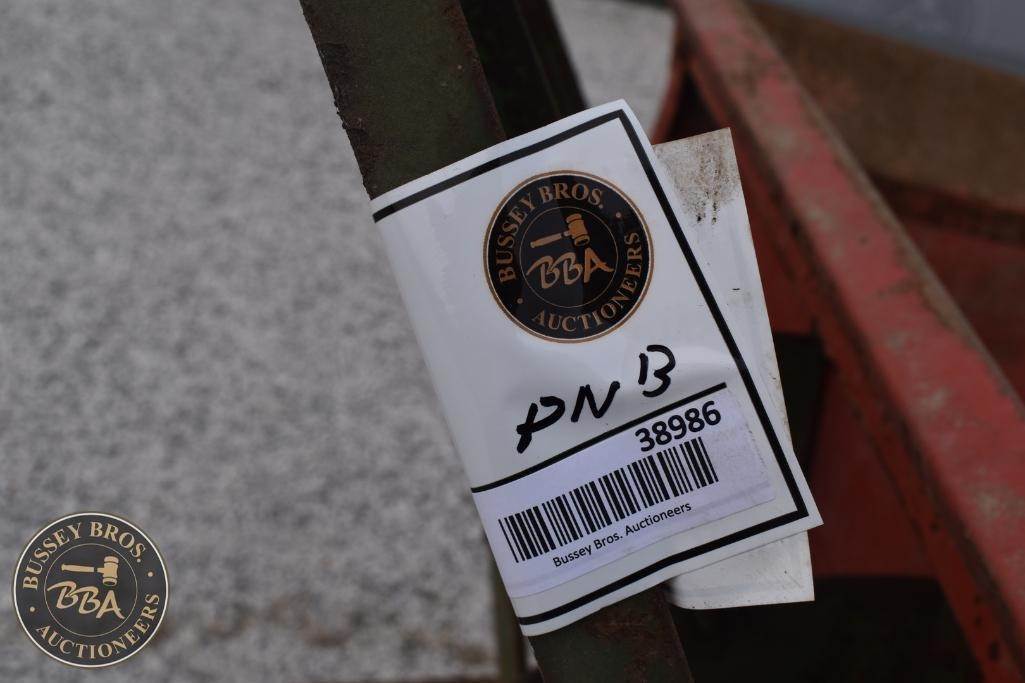 BUSSEY BROS.
BBA
AUCTIONEERS
PNB
38986
Bussey Bros. Auctioneers
BUSSEY BROS.
BBA
AUCTIONEERS